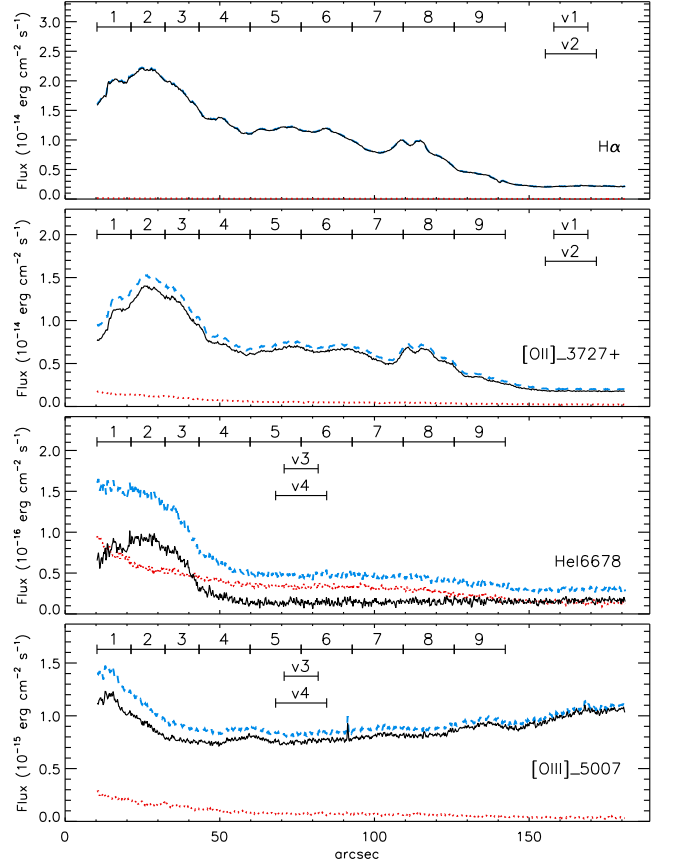 1 2 3 4 5 6 7 8 9 v1
v2
3.0
2.5
2.0
1.5
1.0
0.5
0.0
Flux (10⁻¹⁴ erg cm⁻² s⁻¹)
Hα
1 2 3 4 5 6 7 8 9 v1
v2
2.0
1.5
1.0
0.5
0.0
Flux (10⁻¹⁴ erg cm⁻² s⁻¹)
[OII]_3727+
1 2 3 4 5 6 7 8 9
v3
v4
2.0
1.5
1.0
0.5
0.0
Flux (10⁻¹⁶ erg cm⁻² s⁻¹)
HeI6678
1 2 3 4 5 6 7 8 9
v3
v4
1.5
1.0
0.5
0.0
Flux (10⁻¹⁵ erg cm⁻² s⁻¹)
[OIII]_5007
0 50 100 150
arcsec